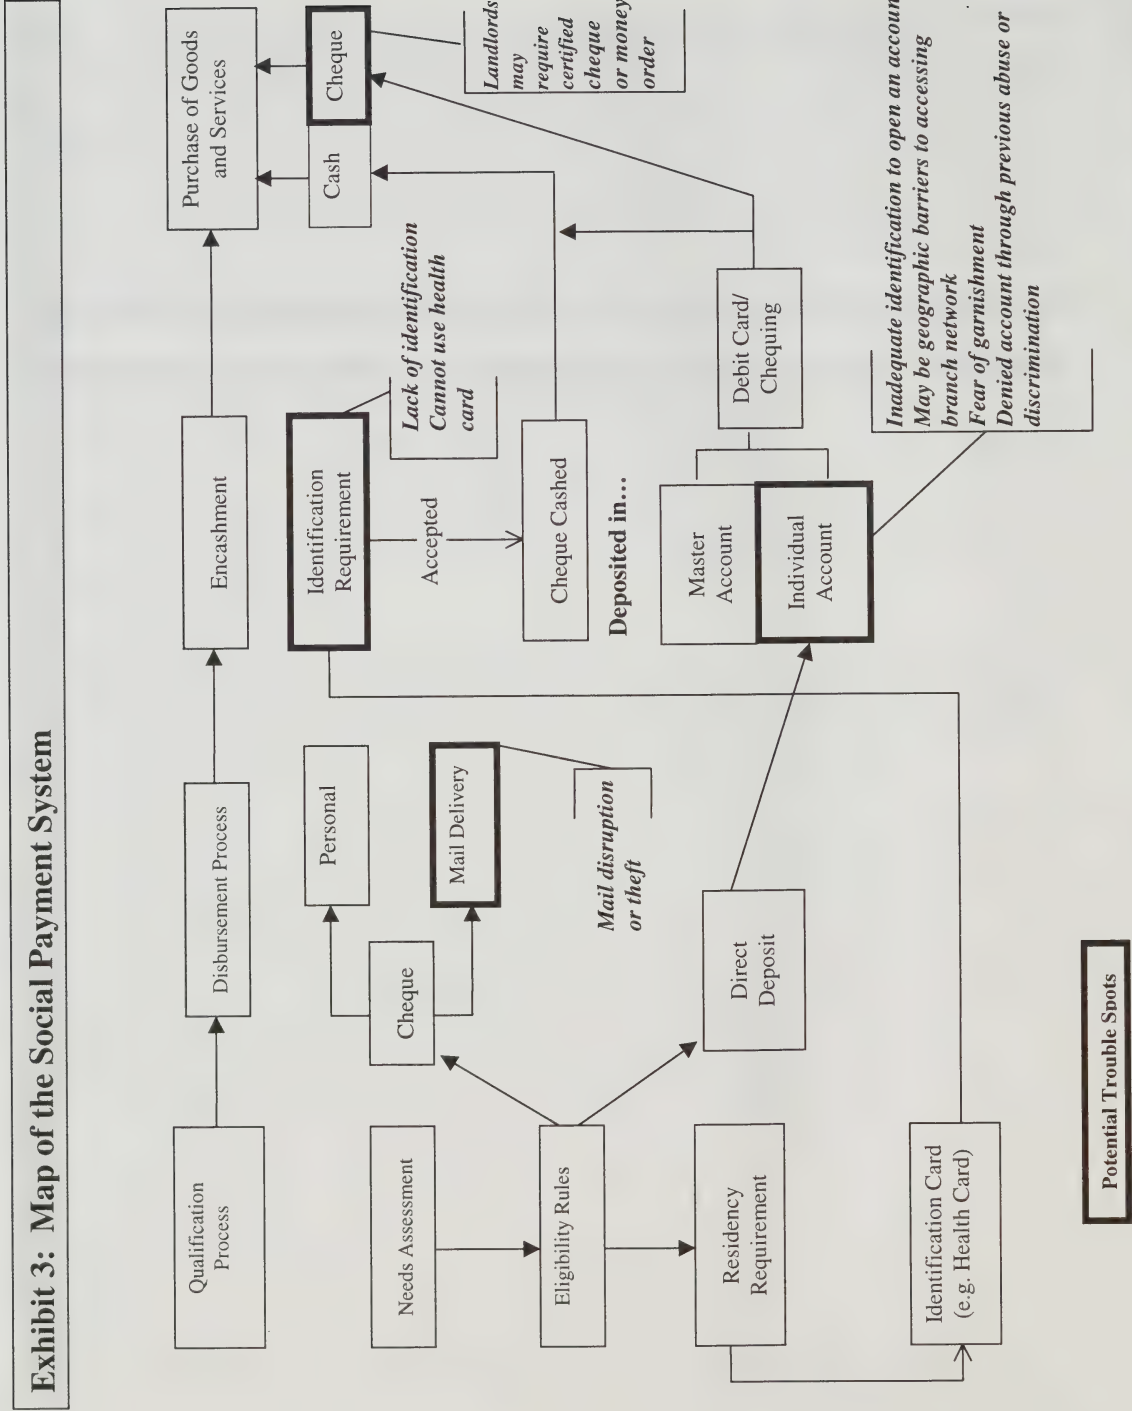 Exhibit 3: Map of the Social Payment System
Qualification
Process
Disbursement Process
Encashment
Purchase of Goods
and Services
Needs Assessment
Eligibility Rules
Residency
Requirement
Identification Card
(e.g. Health Card)
Cheque
Personal
Mail Delivery
Mail disruption
or theft
Direct
Deposit
Identification
Requirement
Lack of identification
Cannot use health
card
Accepted
Cheque Cashed
Deposited in…
Master
Account
Individual
Account
Debit Card/
Chequing
Cash
Cheque
Landlords
may
require
certified
cheque
or money
order
Inadequate identification to open an accoun
May be geographic barriers to accessing
branch network
Fear of garnishment
Denied account through previous abuse or
discrimination
Potential Trouble Spots